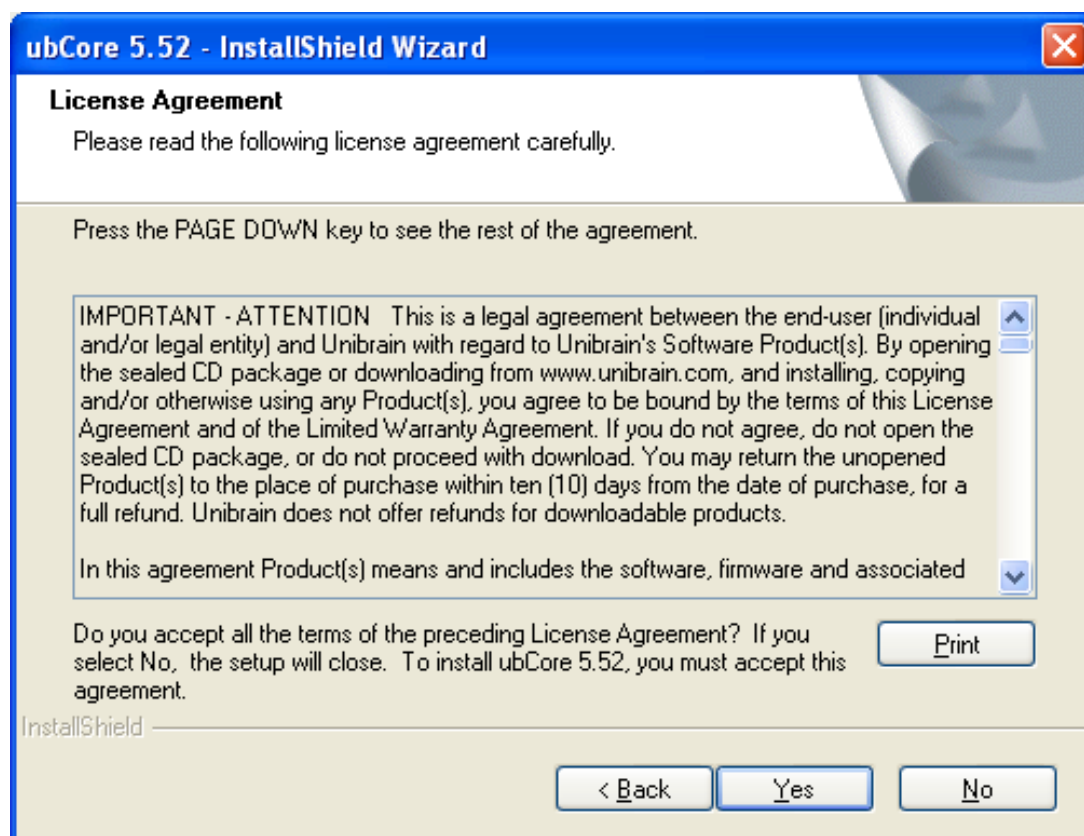 ubCore 5.52 - InstallShield Wizard
License Agreement
Please read the following license agreement carefully.
Press the PAGE DOWN key to see the rest of the agreement.
IMPORTANT - ATTENTION   This is a legal agreement between the end-user (individual
and/or legal entity) and Unibrain with regard to Unibrain's Software Product(s). By opening
the sealed CD package or downloading from www.unibrain.com, and installing, copying
and/or otherwise using any Product(s), you agree to be bound by the terms of this License
Agreement and of the Limited Warranty Agreement. If you do not agree, do not open the
sealed CD package, or do not proceed with download. You may return the unopened
Product(s) to the place of purchase within ten (10) days from the date of purchase, for a
full refund. Unibrain does not offer refunds for downloadable products.
In this agreement Product(s) means and includes the software, firmware and associated
Do you accept all the terms of the preceding License Agreement?  If you
select No,  the setup will close.  To install ubCore 5.52, you must accept this
agreement.
Print
InstallShield
< Back
Yes
No